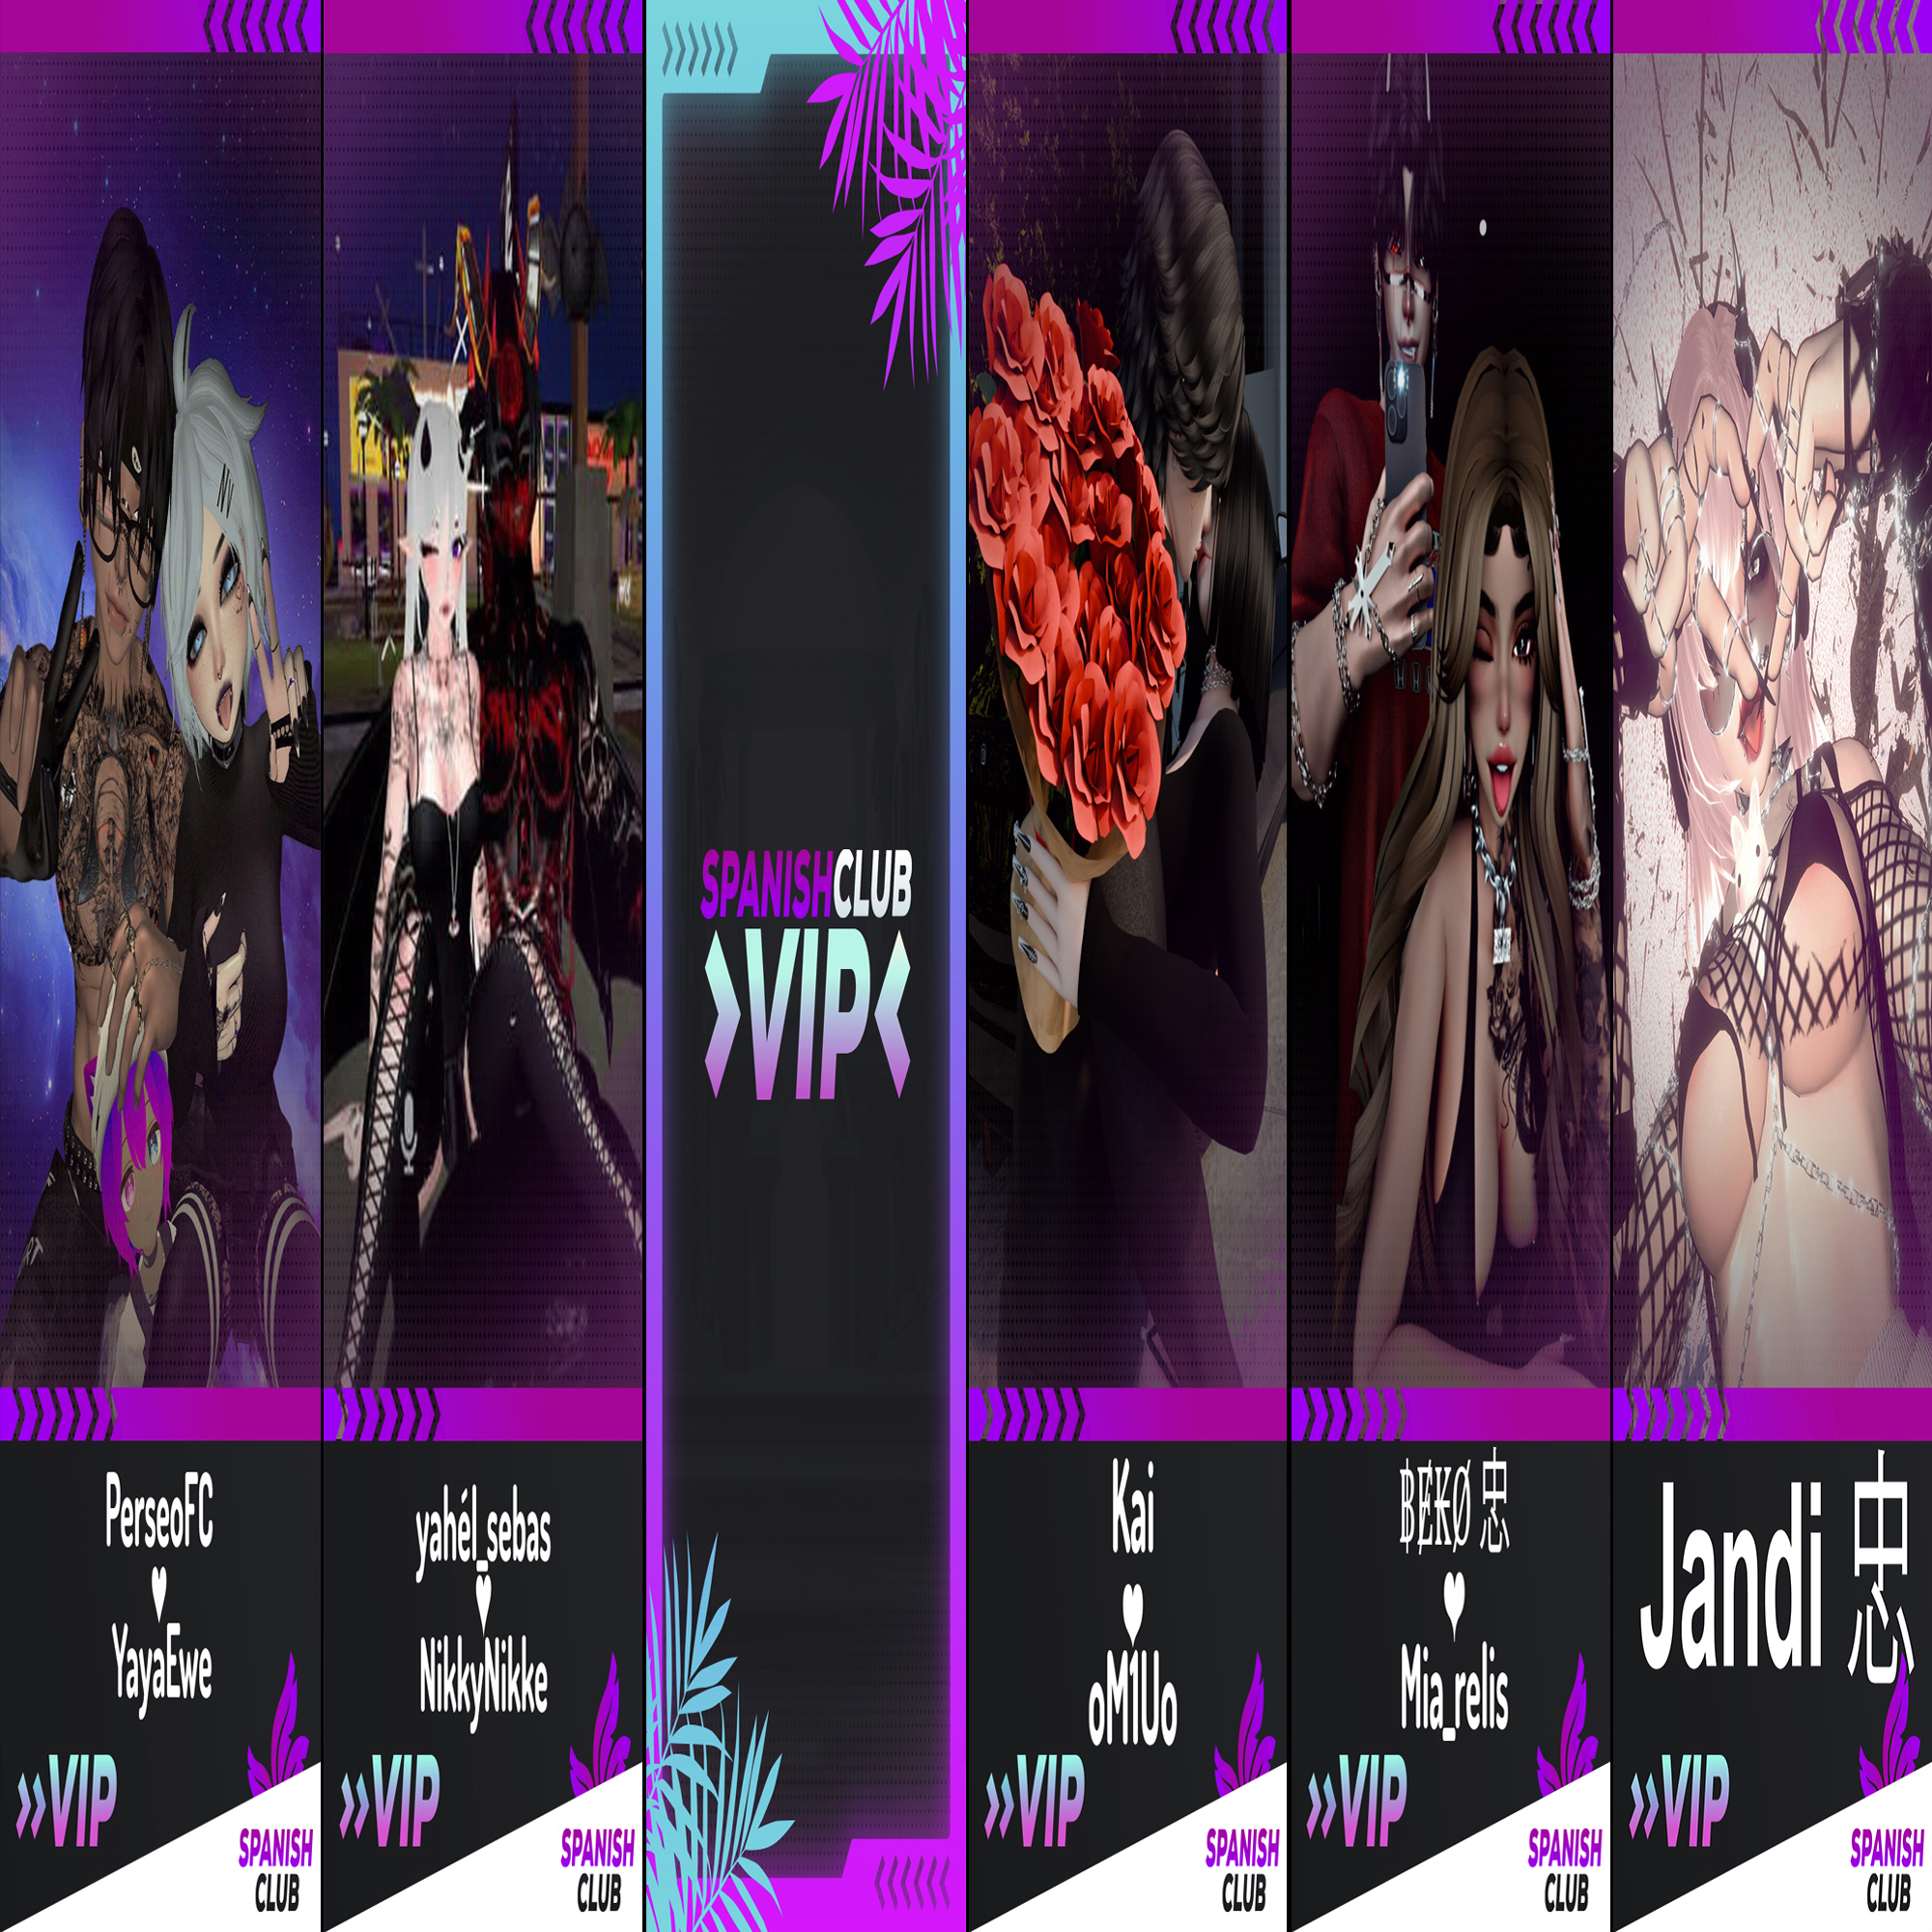 PerseoFC
♥
YayaEwe
»VIP
SPANISH
CLUB
yahél_sebas
♥
NikkyNikke
»VIP
SPANISH
CLUB
SPANISHCLUB
>VIP<
Kai
♥
oM1Uo
»VIP
SPANISH
CLUB
฿ɆꝀØ 忠
♥
Mia_relis
»VIP
SPANISH
CLUB
Jandi 忠
»VIP
SPANISH
CLUB